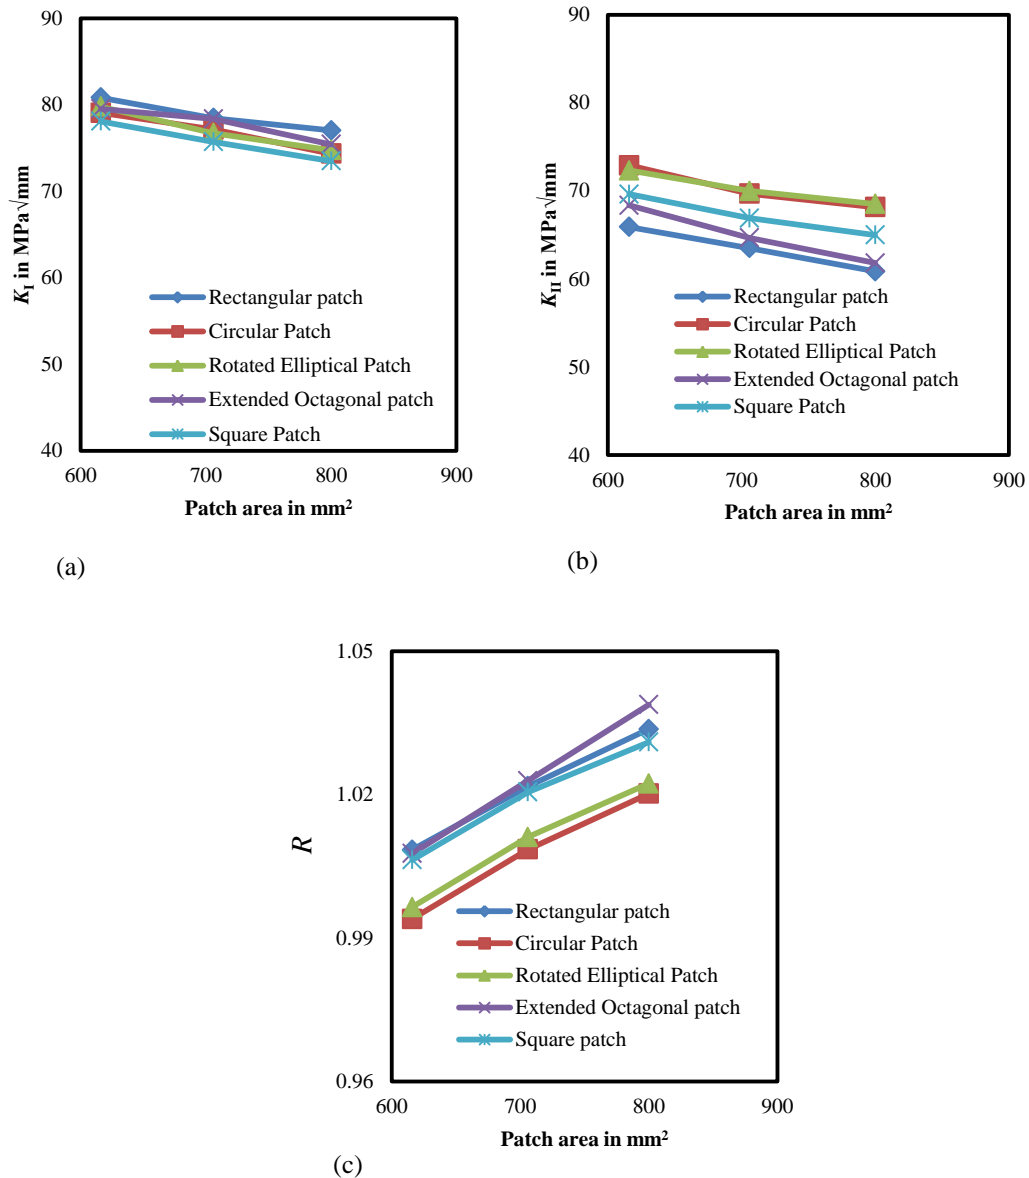 90
80
70
60
50
40
600
700
800
900
K_I in MPa√mm
Patch area in mm²
Rectangular patch
Circular Patch
Rotated Elliptical Patch
Extended Octagonal patch
Square Patch
(a)
90
80
70
60
50
40
600
700
800
900
K_II in MPa√mm
Patch area in mm²
Rectangular patch
Circular Patch
Rotated Elliptical Patch
Extended Octagonal patch
Square Patch
(b)
1.05
1.02
0.99
0.96
600
700
800
900
R
Patch area in mm²
Rectangular patch
Circular Patch
Rotated Elliptical Patch
Extended Octagonal patch
Square patch
(c)